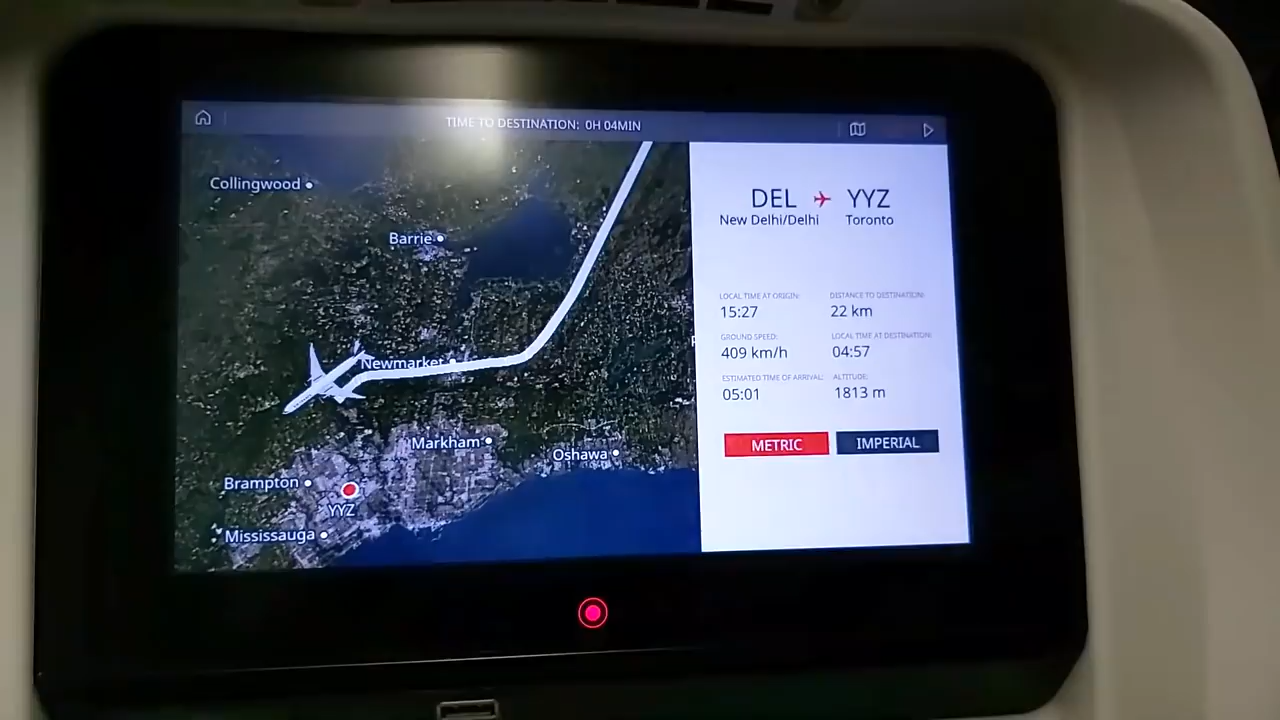 TIME TO DESTINATION: 0H 04MIN
Collingwood
Barrie
Newmarket
Markham
Oshawa
Brampton
YYZ
Mississauga
DEL YYZ
New Delhi/Delhi Toronto
LOCAL TIME AT ORIGIN: DISTANCE TO DESTINATION:
15:27 22 km
GROUND SPEED: LOCAL TIME AT DESTINATION:
409 km/h 04:57
ESTIMATED TIME OF ARRIVAL: ALTITUDE:
05:01 1813 m
METRIC IMPERIAL